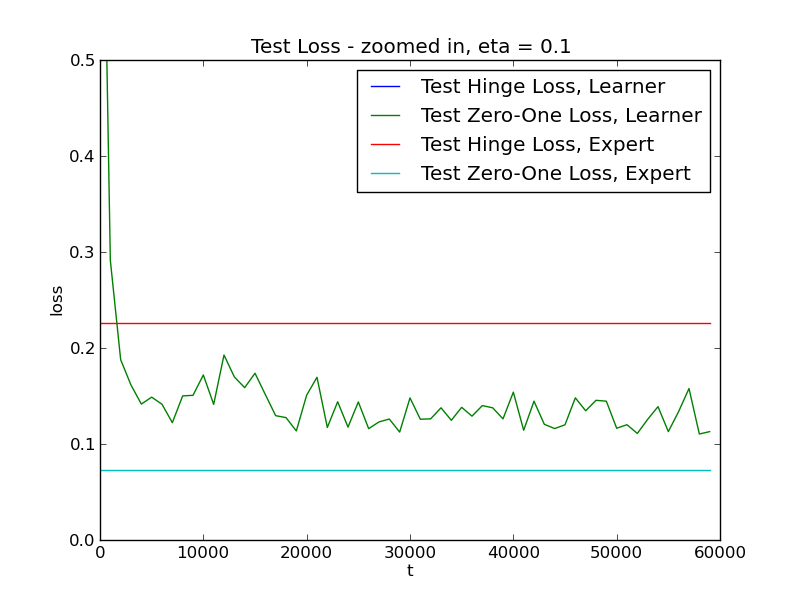 Test Loss - zoomed in, eta = 0.1
0.5
0.4
0.3
0.2
0.1
0.0
loss
Test Hinge Loss, Learner
Test Zero-One Loss, Learner
Test Hinge Loss, Expert
Test Zero-One Loss, Expert
0 10000 20000 30000 40000 50000 60000
t